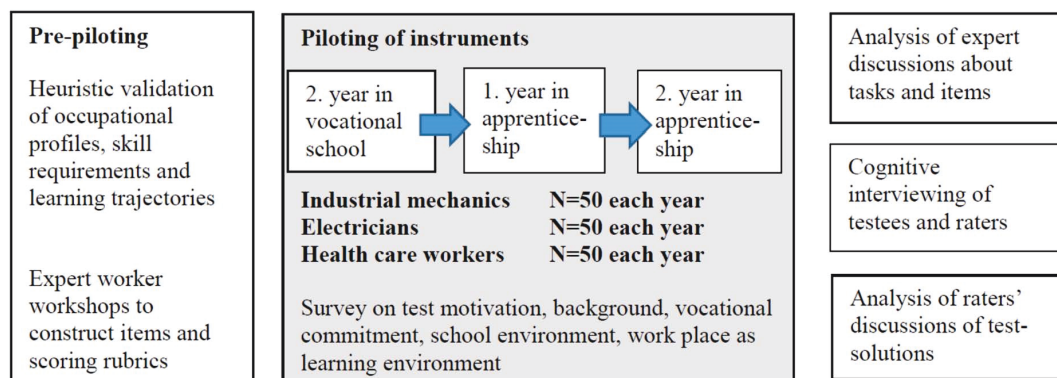 Pre-piloting
Heuristic validation
of occupational
profiles, skill
requirements and
learning trajectories
Expert worker
workshops to
construct items and
scoring rubrics
Piloting of instruments
2. year in
vocational
school
1. year in
apprentice-
ship
2. year in
apprentice-
ship
Industrial mechanics N=50 each year
Electricians N=50 each year
Health care workers N=50 each year
Survey on test motivation, background, vocational
commitment, school environment, work place as
learning environment
Analysis of expert
discussions about
tasks and items
Cognitive
interviewing of
testees and raters
Analysis of raters’
discussions of test-
solutions